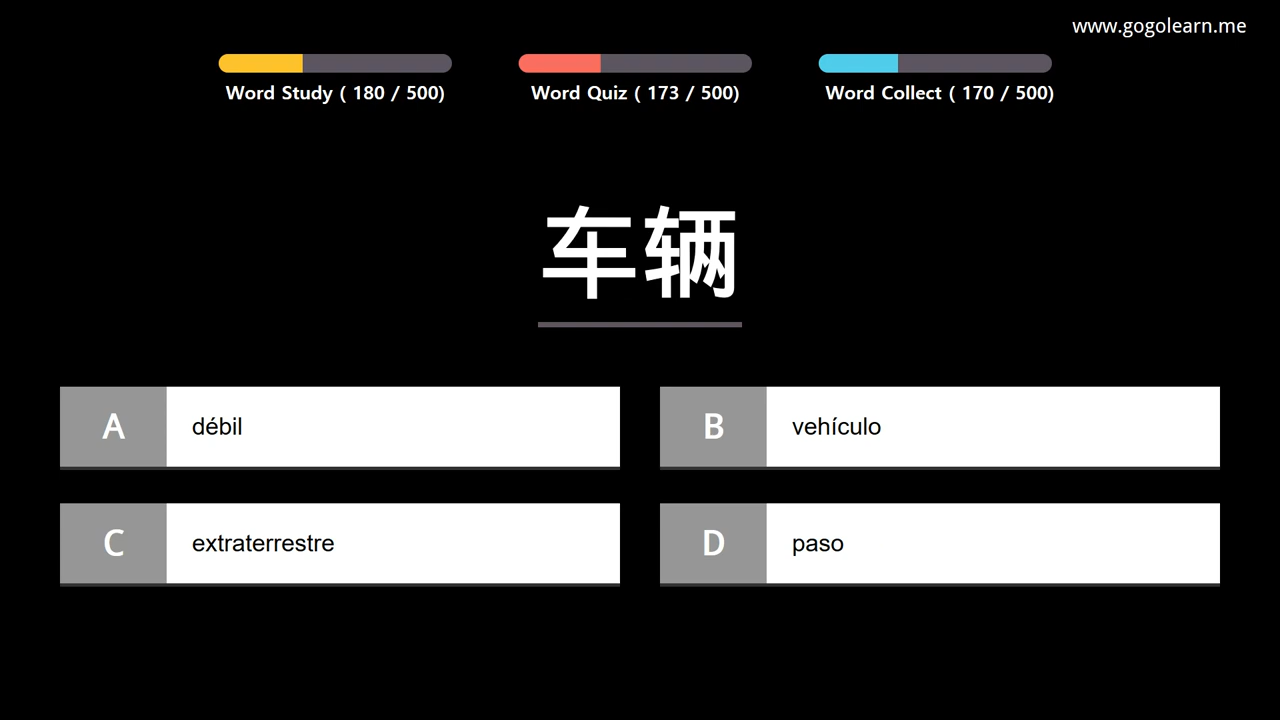 www.gogolearn.me
Word Study ( 180 / 500)
Word Quiz ( 173 / 500)
Word Collect ( 170 / 500)
车辆
A débil
B vehículo
C extraterrestre
D paso